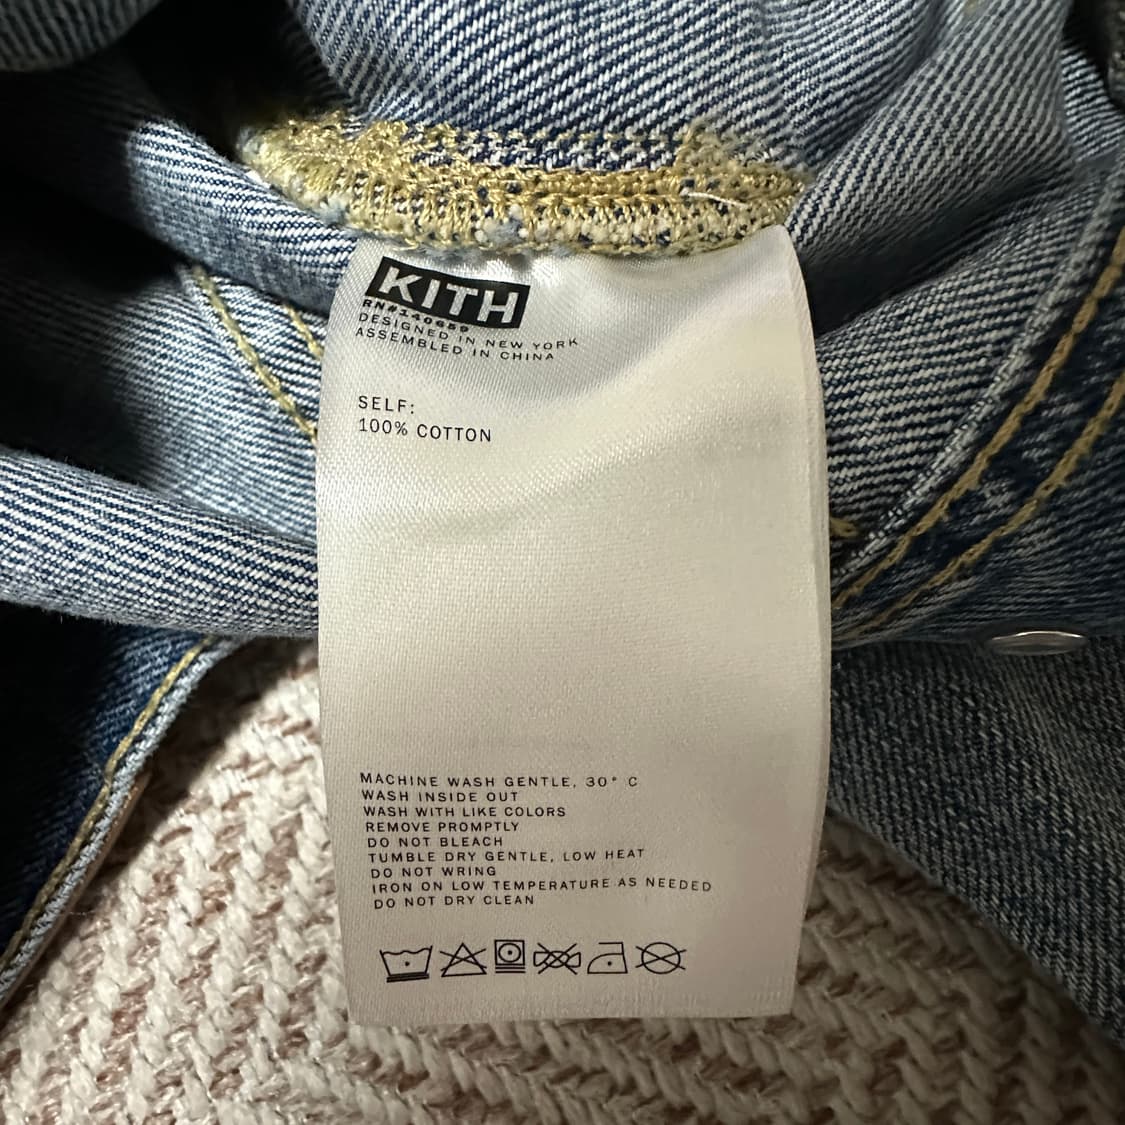 KITH
RN#140659
DESIGNED IN NEW YORK
ASSEMBLED IN CHINA
SELF:
100% COTTON
MACHINE WASH GENTLE, 30° C
WASH INSIDE OUT
WASH WITH LIKE COLORS
REMOVE PROMPTLY
DO NOT BLEACH
TUMBLE DRY GENTLE, LOW HEAT
DO NOT WRING
IRON ON LOW TEMPERATURE AS NEEDED
DO NOT DRY CLEAN